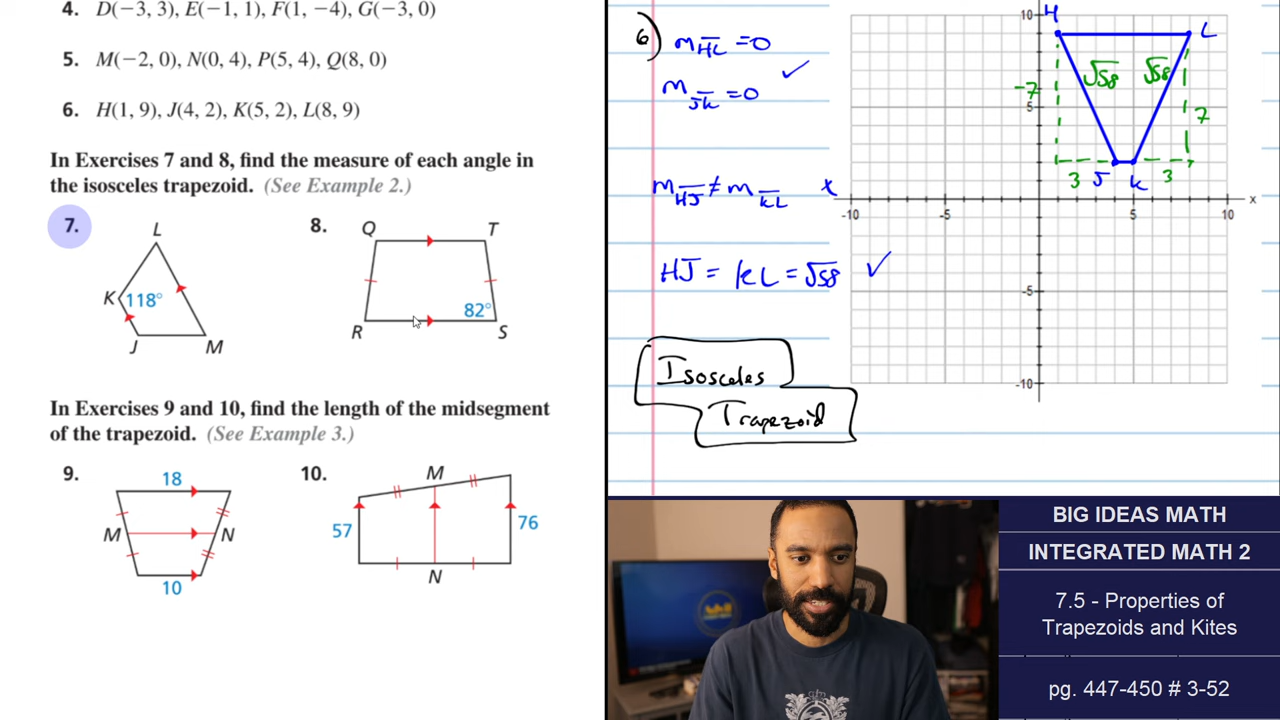 4. D(−3, 3), E(−1, 1), F(1, −4), G(−3, 0)
5. M(−2, 0), N(0, 4), P(5, 4), Q(8, 0)
6. H(1, 9), J(4, 2), K(5, 2), L(8, 9)
In Exercises 7 and 8, find the measure of each angle in
the isosceles trapezoid. (See Example 2.)
7.
L
K 118°
J
M
8.
Q
T
82°
R
S
In Exercises 9 and 10, find the length of the midsegment
of the trapezoid. (See Example 3.)
9.
18
M
N
10
10.
M
57
76
N
6) m HL = 0
m JK = 0 ✓
m HJ ≠ m KL x
HJ = KL = √58 ✓
Isosceles
Trapezoid
10
H
L
√58 √58
-7
5
7
3 J K 3
-10 -5 5 10 x
-5
-10
BIG IDEAS MATH
INTEGRATED MATH 2
7.5 - Properties of
Trapezoids and Kites
pg. 447-450 # 3-52